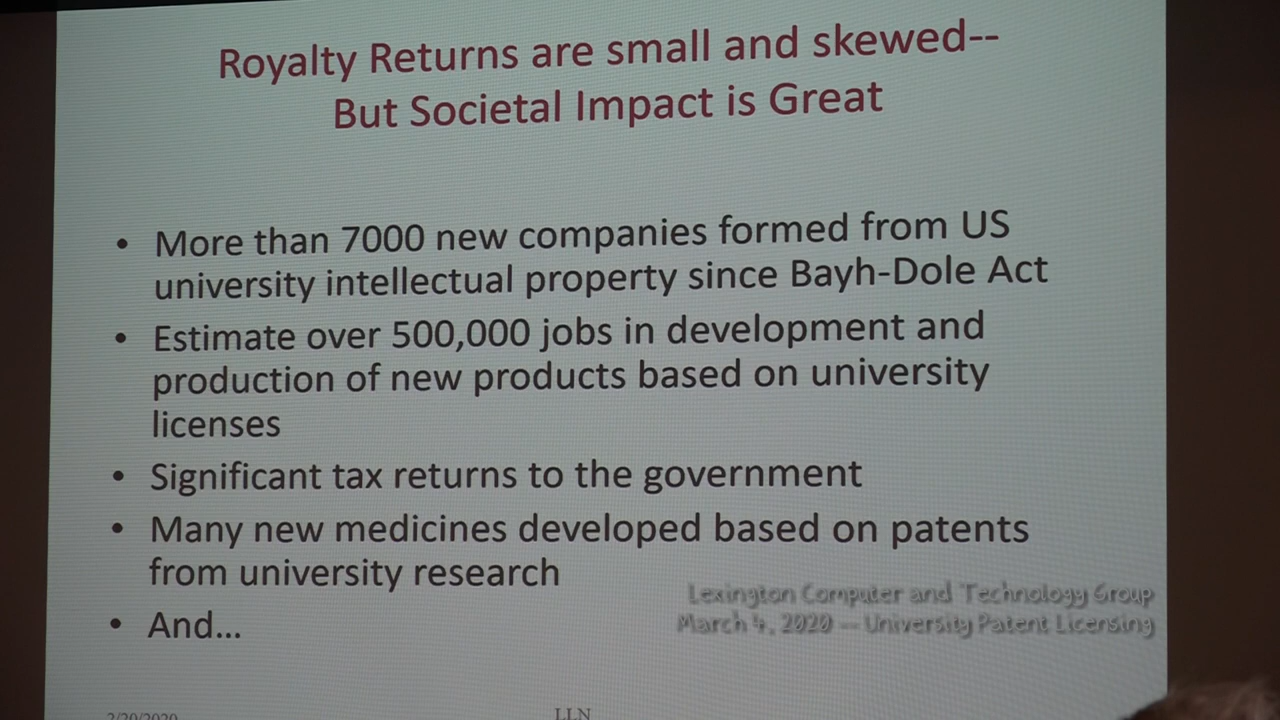 Royalty Returns are small and skewed--
But Societal Impact is Great
• More than 7000 new companies formed from US
university intellectual property since Bayh-Dole Act
• Estimate over 500,000 jobs in development and
production of new products based on university
licenses
• Significant tax returns to the government
• Many new medicines developed based on patents
from university research
• And...
Lexington Computer and Technology Group
March 4, 2020 -- University Patent Licensing
2/20/2020
LLN